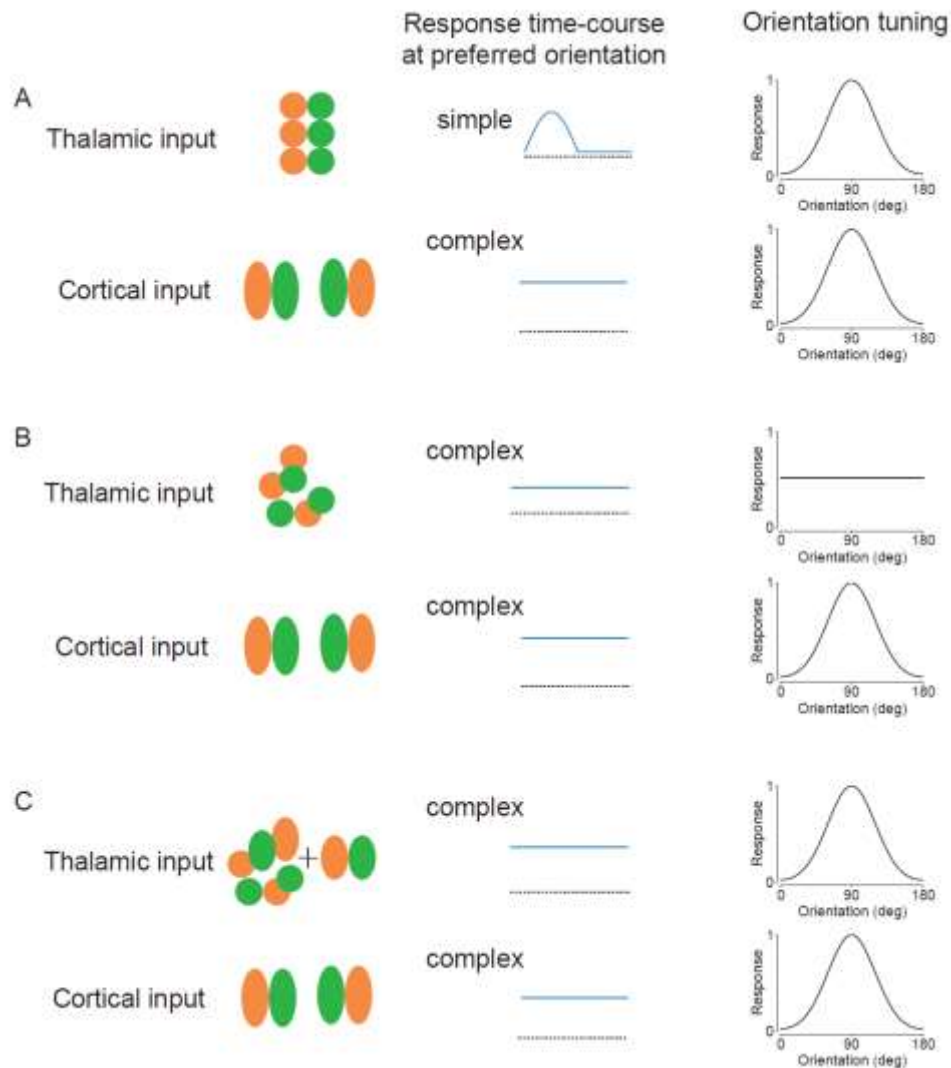 Response time-course
at preferred orientation
Orientation tuning
A
Thalamic input
simple
1
Response
0
0 90 180
Orientation (deg)
Cortical input
complex
1
Response
0
0 90 180
Orientation (deg)
B
Thalamic input
complex
1
Response
0
0 90 180
Orientation (deg)
Cortical input
complex
1
Response
0
0 90 180
Orientation (deg)
C
Thalamic input
+
complex
1
Response
0
0 90 180
Orientation (deg)
Cortical input
complex
1
Response
0
0 90 180
Orientation (deg)